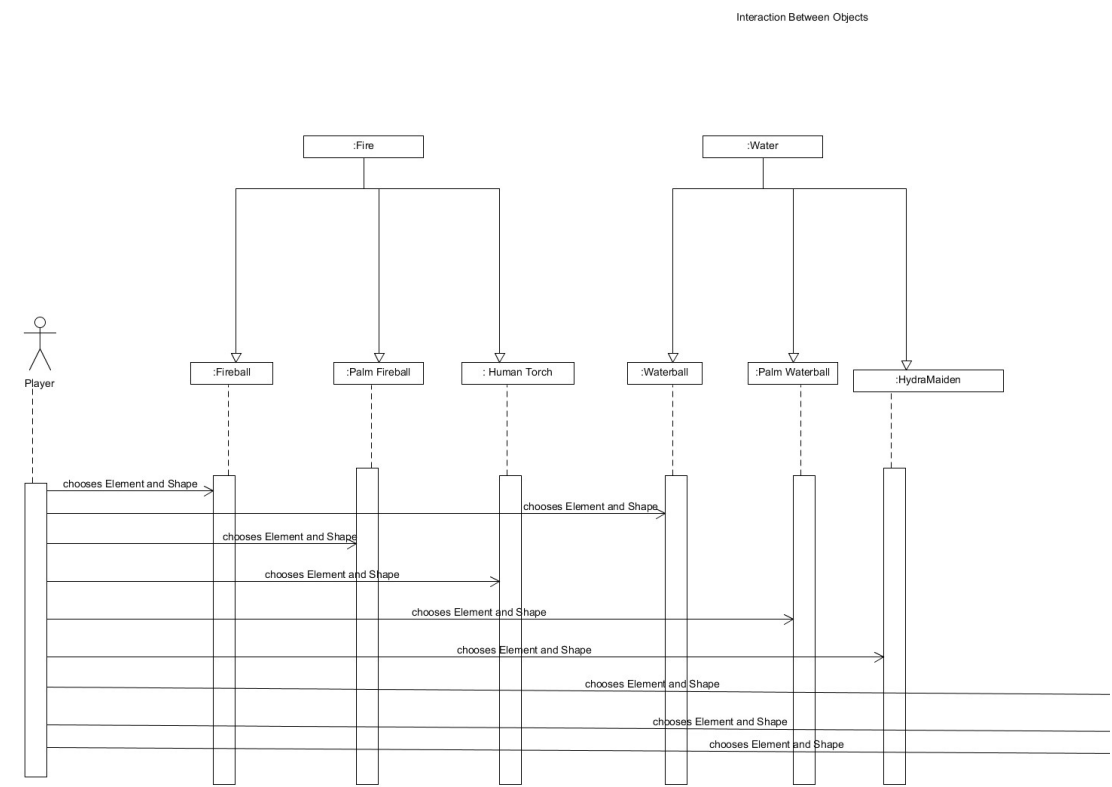 Interaction Between Objects
:Fire
:Water
Player
:Fireball
:Palm Fireball
: Human Torch
:Waterball
:Palm Waterball
:HydraMaiden
chooses Element and Shape
chooses Element and Shape
chooses Element and Shape
chooses Element and Shape
chooses Element and Shape
chooses Element and Shape
chooses Element and Shape
chooses Element and Shape
chooses Element and Shape